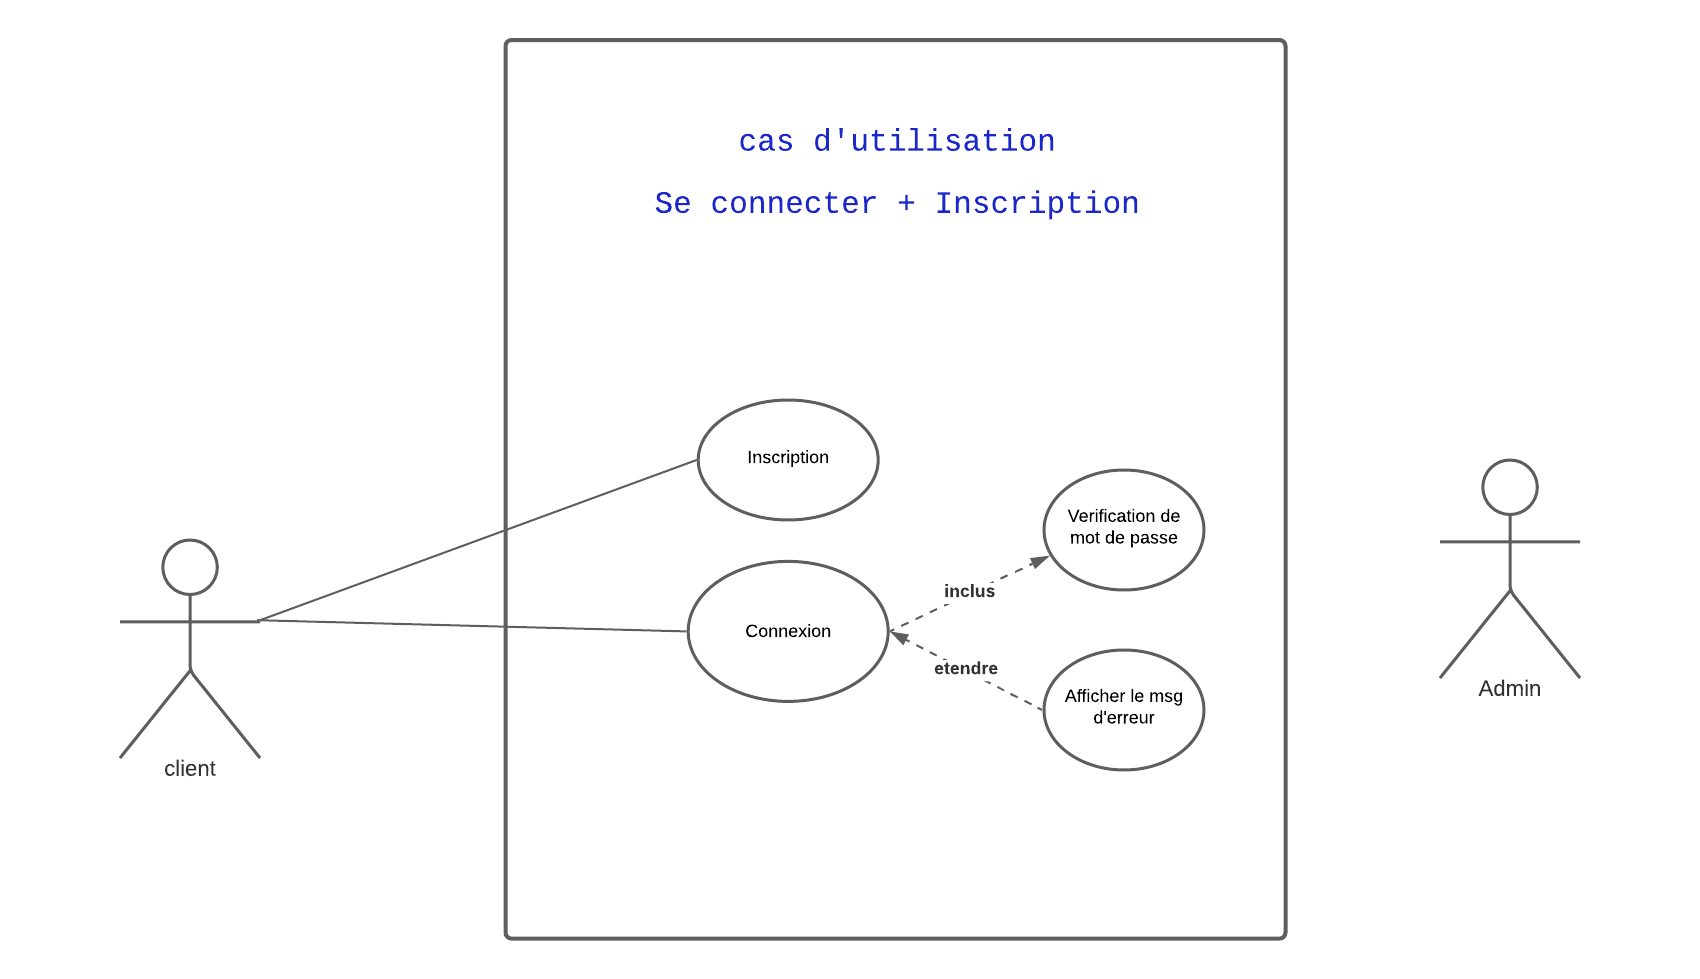 cas d'utilisation
Se connecter + Inscription
Inscription
Verification de
mot de passe
inclus
Connexion
etendre
Afficher le msg
d'erreur
client
Admin